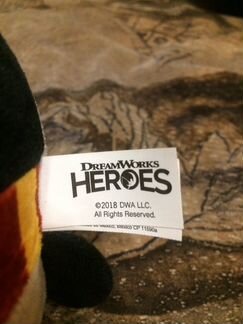 DREAMWORKS
HEROES
©2018 DWA LLC.
All Rights Reserved.